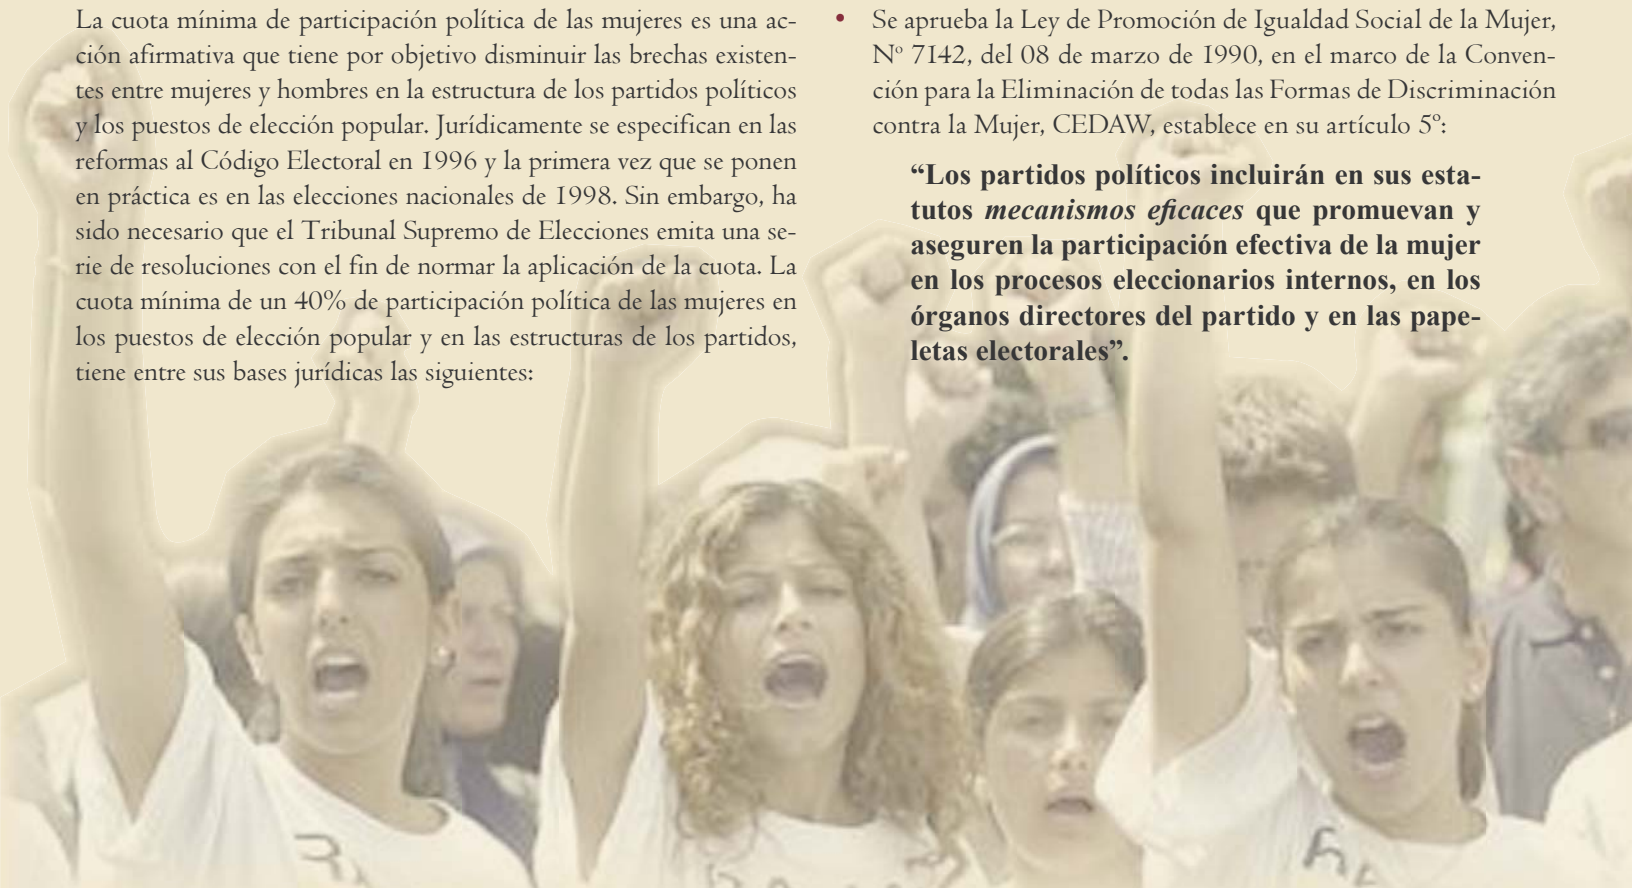 La cuota mínima de participación política de las mujeres es una ac-
ción afirmativa que tiene por objetivo disminuir las brechas existen-
tes entre mujeres y hombres en la estructura de los partidos políticos
y los puestos de elección popular. Jurídicamente se especifican en las
reformas al Código Electoral en 1996 y la primera vez que se ponen
en práctica es en las elecciones nacionales de 1998. Sin embargo, ha
sido necesario que el Tribunal Supremo de Elecciones emita una se-
rie de resoluciones con el fin de normar la aplicación de la cuota. La
cuota mínima de un 40% de participación política de las mujeres en
los puestos de elección popular y en las estructuras de los partidos,
tiene entre sus bases jurídicas las siguientes:
• Se aprueba la Ley de Promoción de Igualdad Social de la Mujer,
Nº 7142, del 08 de marzo de 1990, en el marco de la Conven-
ción para la Eliminación de todas las Formas de Discriminación
contra la Mujer, CEDAW, establece en su artículo 5º:
“Los partidos políticos incluirán en sus esta-
tutos mecanismos eficaces que promuevan y
aseguren la participación efectiva de la mujer
en los procesos eleccionarios internos, en los
órganos directores del partido y en las pape-
letas electorales”.